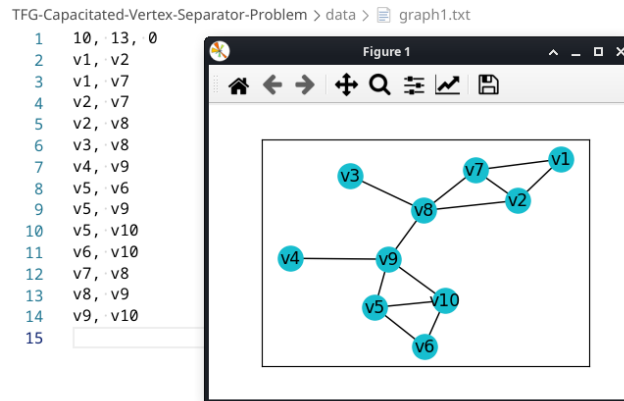 TFG-Capacitated-Vertex-Separator-Problem > data > graph1.txt
1 10, 13, 0
2 v1, v2
3 v1, v7
4 v2, v7
5 v2, v8
6 v3, v8
7 v4, v9
8 v5, v6
9 v5, v9
10 v5, v10
11 v6, v10
12 v7, v8
13 v8, v9
14 v9, v10
15
Figure 1
v1
v7
v3
v2
v8
v4
v9
v10
v5
v6